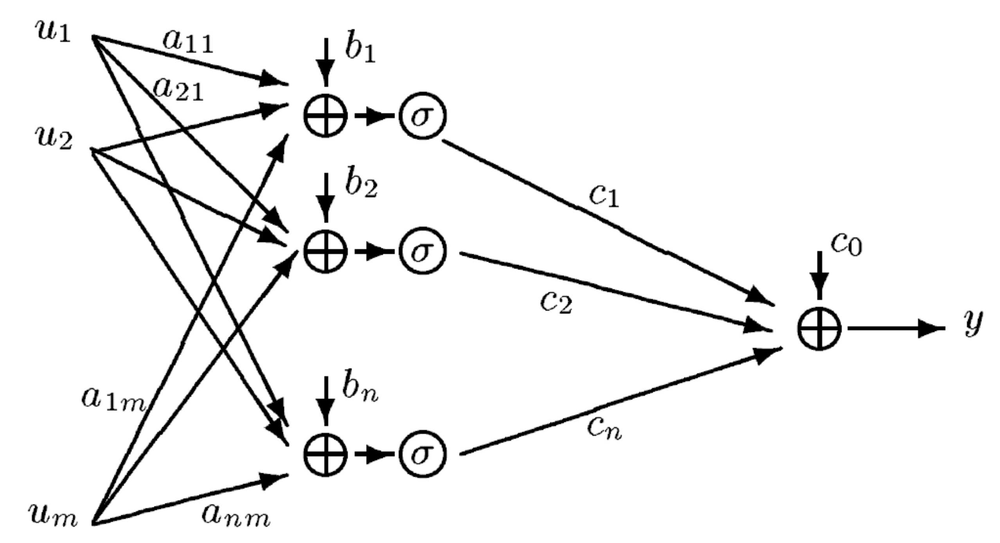 u1
a11
b1
a21
σ
u2
b2
c1
σ
c0
c2
y
bn
a1m
cn
σ
um
anm